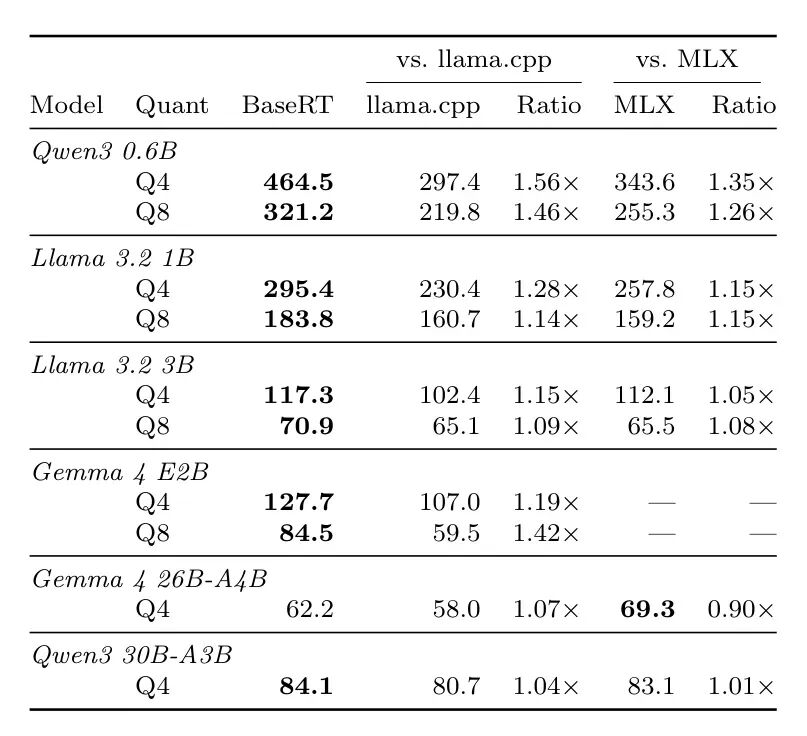 vs. llama.cpp vs. MLX
Model Quant BaseRT llama.cpp Ratio MLX Ratio
Qwen3 0.6B
Q4 464.5 297.4 1.56× 343.6 1.35×
Q8 321.2 219.8 1.46× 255.3 1.26×
Llama 3.2 1B
Q4 295.4 230.4 1.28× 257.8 1.15×
Q8 183.8 160.7 1.14× 159.2 1.15×
Llama 3.2 3B
Q4 117.3 102.4 1.15× 112.1 1.05×
Q8 70.9 65.1 1.09× 65.5 1.08×
Gemma 4 E2B
Q4 127.7 107.0 1.19× — —
Q8 84.5 59.5 1.42× — —
Gemma 4 26B-A4B
Q4 62.2 58.0 1.07× 69.3 0.90×
Qwen3 30B-A3B
Q4 84.1 80.7 1.04× 83.1 1.01×